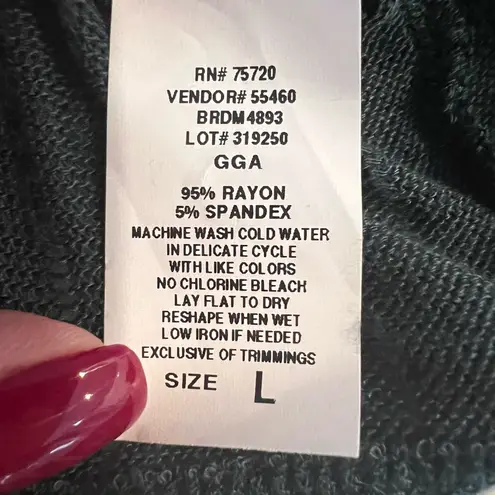 RN# 75720
VENDOR# 55460
BRDM4893
LOT# 319250
GGA
95% RAYON
5% SPANDEX
MACHINE WASH COLD WATER
IN DELICATE CYCLE
WITH LIKE COLORS
NO CHLORINE BLEACH
LAY FLAT TO DRY
RESHAPE WHEN WET
LOW IRON IF NEEDED
EXCLUSIVE OF TRIMMINGS
SIZE L